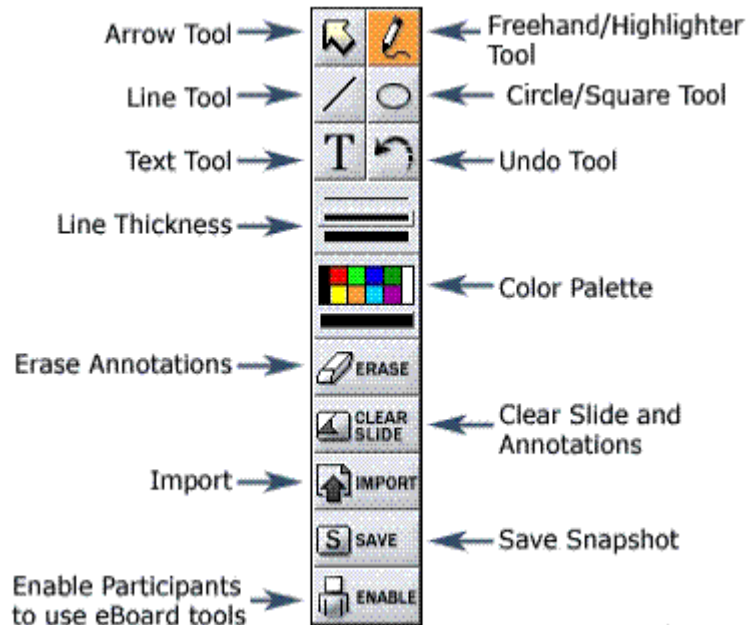 Arrow Tool
Freehand/Highlighter
Tool
Line Tool
Circle/Square Tool
T
Text Tool
Undo Tool
Line Thickness
Color Palette
Erase Annotations
ERASE
CLEAR
SLIDE
Clear Slide and
Annotations
Import
IMPORT
S SAVE
Save Snapshot
Enable Participants
to use eBoard tools
ENABLE